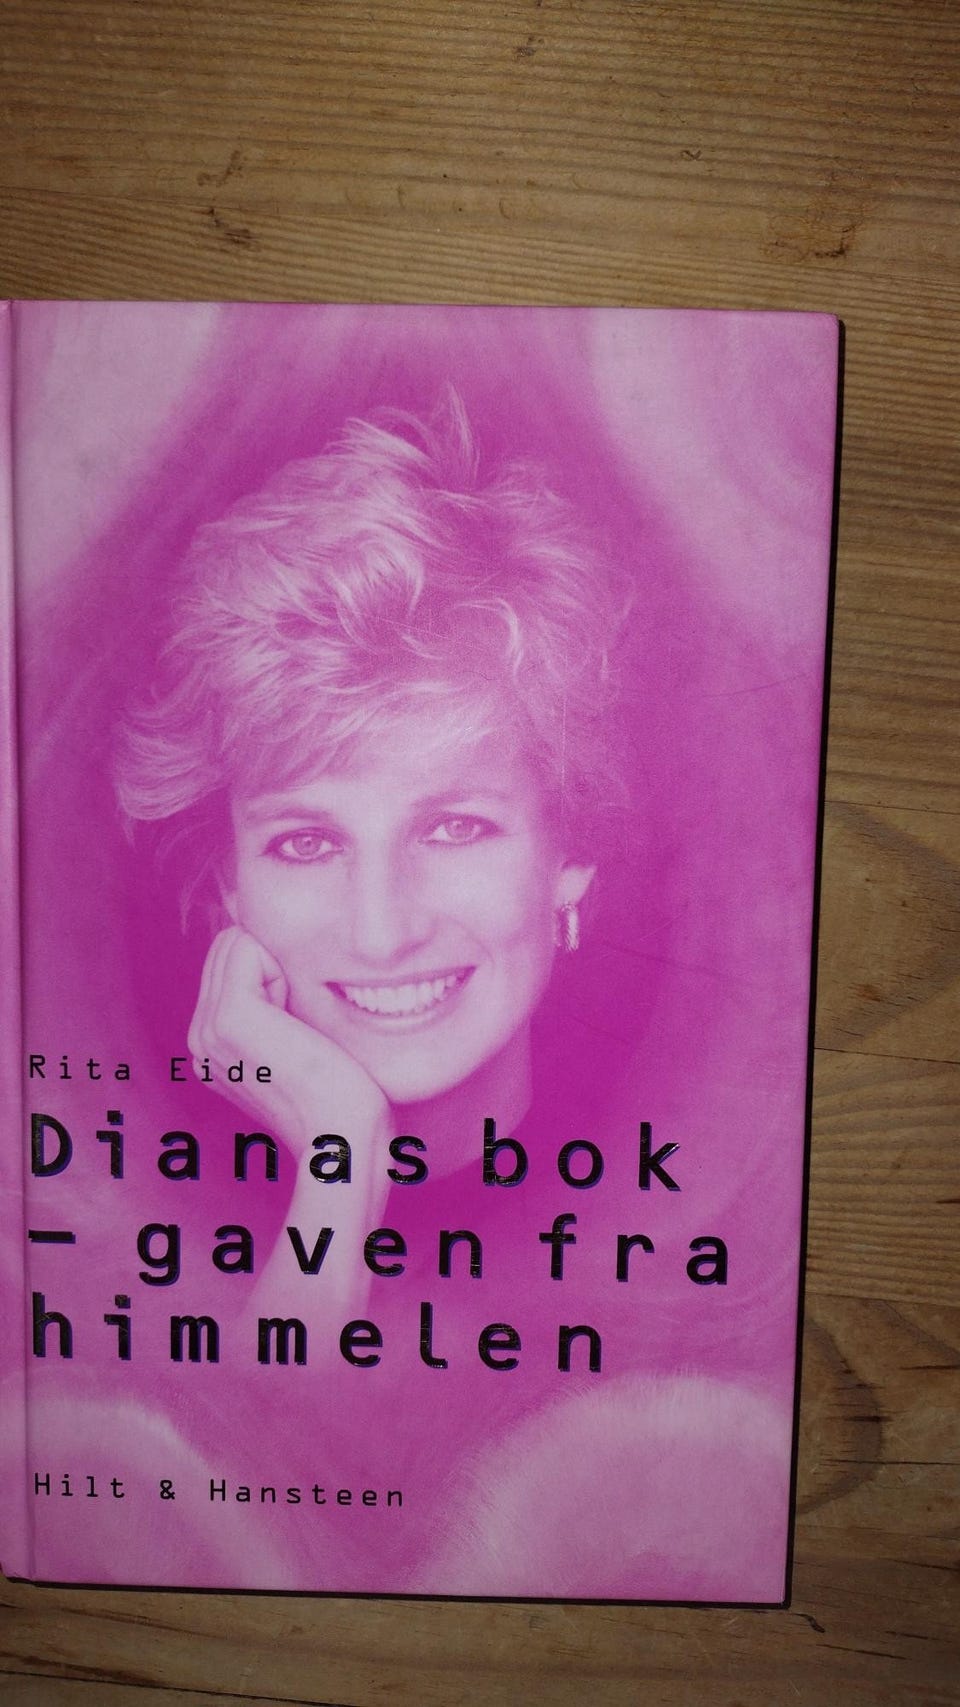 Rita Eide
Dianas bok
- gaven fra
himmelen
Hilt & Hansteen